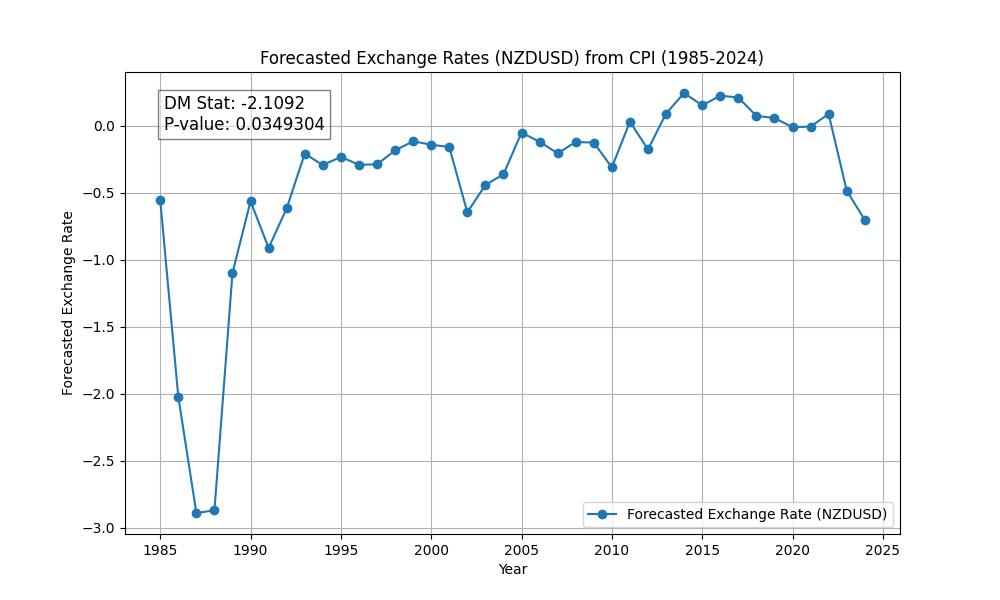 Forecasted Exchange Rates (NZDUSD) from CPI (1985-2024)
DM Stat: -2.1092
P-value: 0.0349304
Forecasted Exchange Rate
0.0
−0.5
−1.0
−1.5
−2.0
−2.5
−3.0
Forecasted Exchange Rate (NZDUSD)
1985 1990 1995 2000 2005 2010 2015 2020 2025
Year